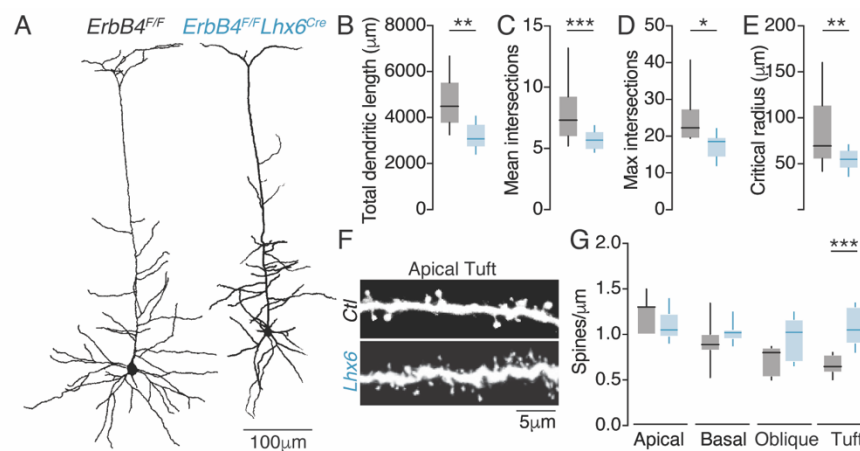 A
ErbB4F/F
ErbB4F/FLhx6Cre
100µm
B
**
Total dendritic length (µm)
8000
6000
4000
2000
0
C
***
Mean intersections
15
10
5
0
D
*
Max intersections
50
40
30
20
10
0
E
**
Critical radius (µm)
200
150
100
50
0
F
Apical Tuft
Ctl
Lhx6
5µm
G
***
Spines/µm
2.0
1.5
1.0
0.5
0
Apical
Basal
Oblique
Tuft